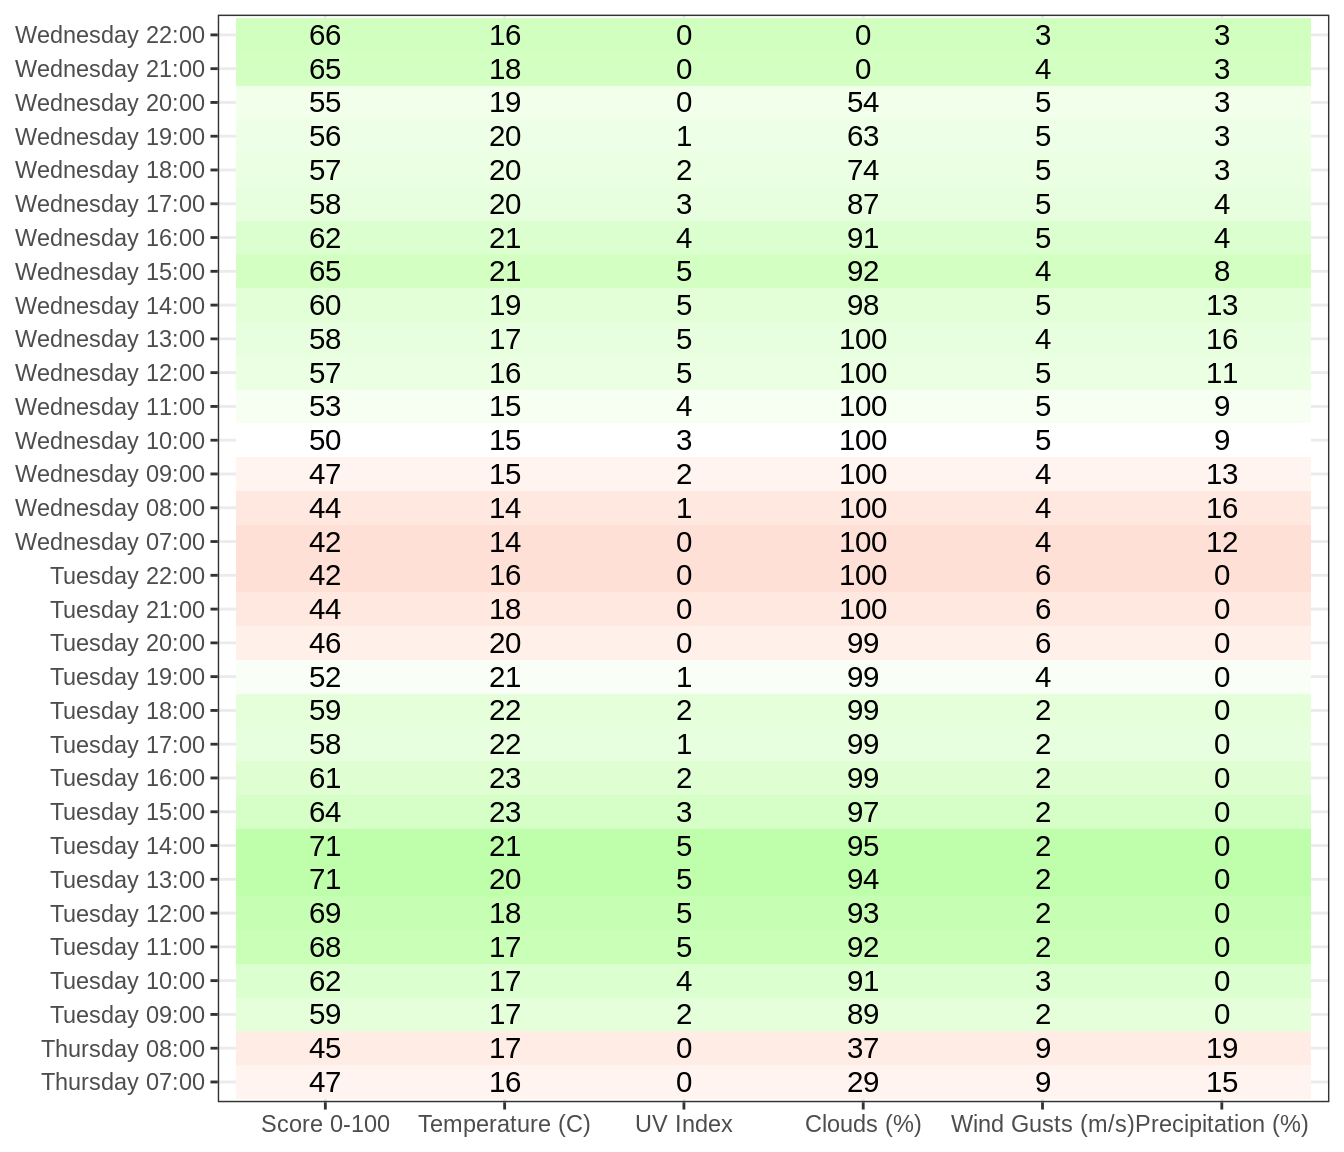 Wednesday 22:00 66 16 0 0 3 3
Wednesday 21:00 65 18 0 0 4 3
Wednesday 20:00 55 19 0 54 5 3
Wednesday 19:00 56 20 1 63 5 3
Wednesday 18:00 57 20 2 74 5 3
Wednesday 17:00 58 20 3 87 5 4
Wednesday 16:00 62 21 4 91 5 4
Wednesday 15:00 65 21 5 92 4 8
Wednesday 14:00 60 19 5 98 5 13
Wednesday 13:00 58 17 5 100 4 16
Wednesday 12:00 57 16 5 100 5 11
Wednesday 11:00 53 15 4 100 5 9
Wednesday 10:00 50 15 3 100 5 9
Wednesday 09:00 47 15 2 100 4 13
Wednesday 08:00 44 14 1 100 4 16
Wednesday 07:00 42 14 0 100 4 12
Tuesday 22:00 42 16 0 100 6 0
Tuesday 21:00 44 18 0 100 6 0
Tuesday 20:00 46 20 0 99 6 0
Tuesday 19:00 52 21 1 99 4 0
Tuesday 18:00 59 22 2 99 2 0
Tuesday 17:00 58 22 1 99 2 0
Tuesday 16:00 61 23 2 99 2 0
Tuesday 15:00 64 23 3 97 2 0
Tuesday 14:00 71 21 5 95 2 0
Tuesday 13:00 71 20 5 94 2 0
Tuesday 12:00 69 18 5 93 2 0
Tuesday 11:00 68 17 5 92 2 0
Tuesday 10:00 62 17 4 91 3 0
Tuesday 09:00 59 17 2 89 2 0
Thursday 08:00 45 17 0 37 9 19
Thursday 07:00 47 16 0 29 9 15
Score 0-100 Temperature (C) UV Index Clouds (%) Wind Gusts (m/s) Precipitation (%)